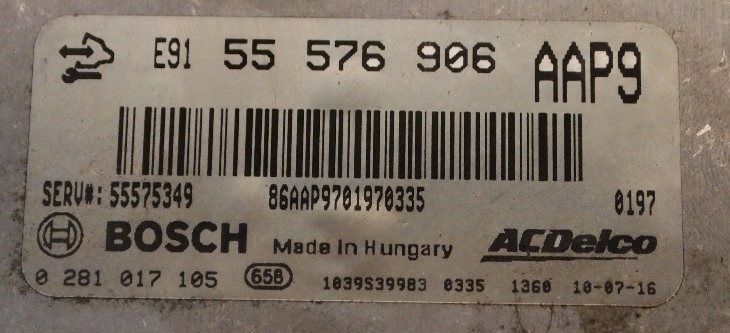 E91 55 576 906 AAP9
SERV#: 55575349 86AAP9701970335 0197
BOSCH Made in Hungary ACDelco
0 281 017 105 658 1039S39983 0335 1360 10-07-16